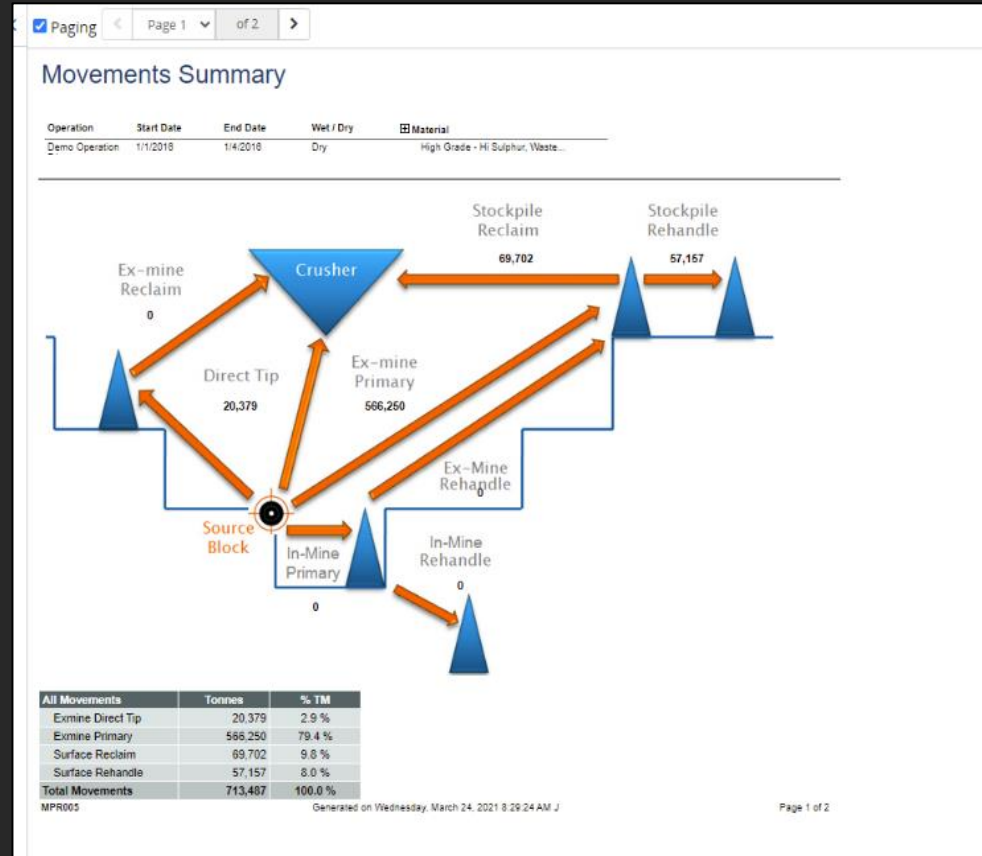 Paging
Page 1
of 2
Movements Summary
Operation Start Date End Date Wet / Dry Material
Demo Operation 1/1/2016 1/4/2016 Dry High Grade - Hi Sulphur, Waste...
Stockpile
Reclaim
69,702
Stockpile
Rehandle
57,157
Ex-mine
Reclaim
0
Crusher
Direct Tip
20,379
Ex-mine
Primary
566,250
Ex-Mine
Rehandle
0
Source
Block
In-Mine
Primary
0
In-Mine
Rehandle
0
All Movements Tonnes % TM
Exmine Direct Tip 20,379 2.9 %
Exmine Primary 566,250 79.4 %
Surface Reclaim 69,702 9.8 %
Surface Rehandle 57,157 8.0 %
Total Movements 713,487 100.0 %
MPR005 Generated on Wednesday, March 24, 2021 8:29:24 AM J Page 1 of 2